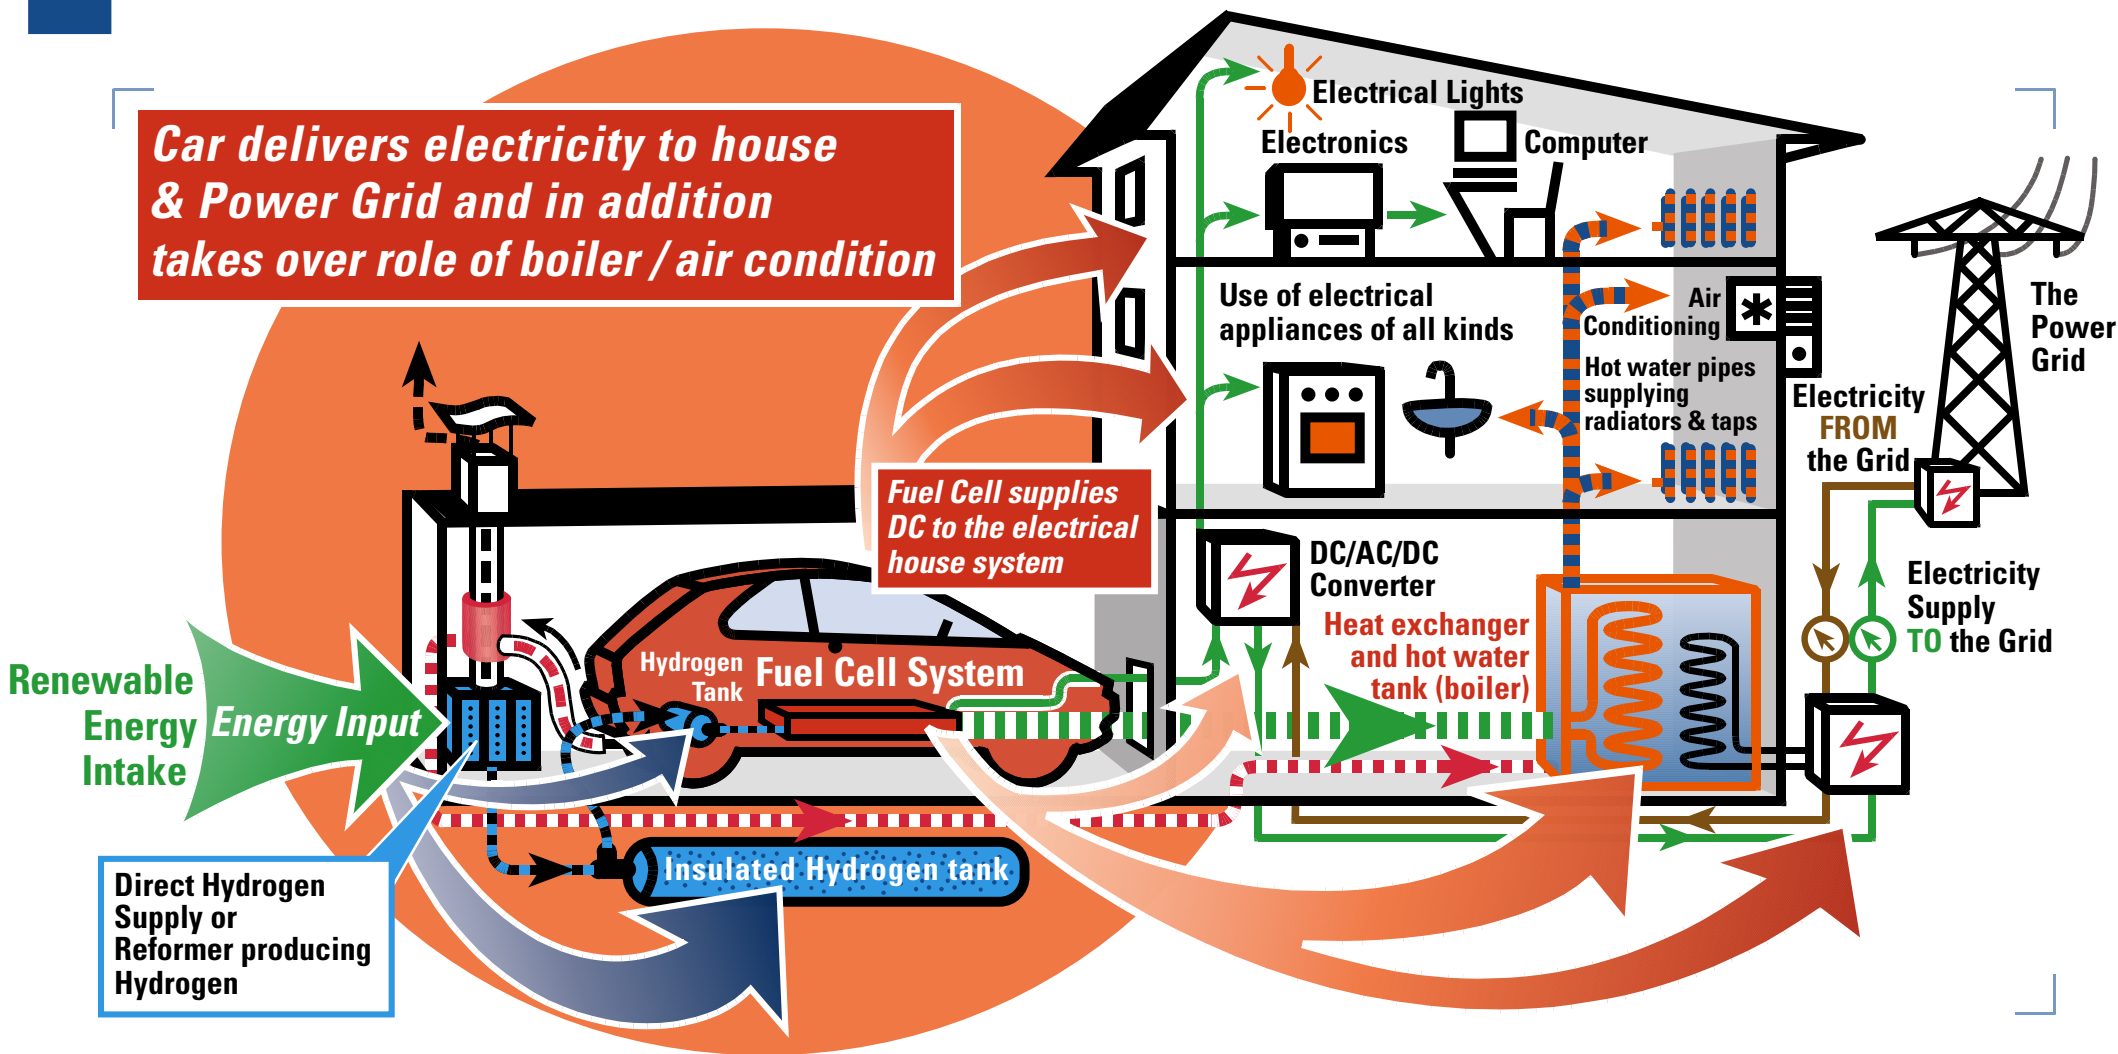 Car delivers electricity to house
& Power Grid and in addition
takes over role of boiler / air condition
Electrical Lights
Electronics
Computer
Use of electrical
appliances of all kinds
Air
Conditioning
Hot water pipes
supplying
radiators & taps
The
Power
Grid
Electricity
FROM
the Grid
Fuel Cell supplies
DC to the electrical
house system
DC/AC/DC
Converter
Electricity
Supply
TO the Grid
Heat exchanger
and hot water
tank (boiler)
Hydrogen
Tank
Fuel Cell System
Renewable
Energy
Intake
Energy Input
Insulated Hydrogen tank
Direct Hydrogen
Supply or
Reformer producing
Hydrogen